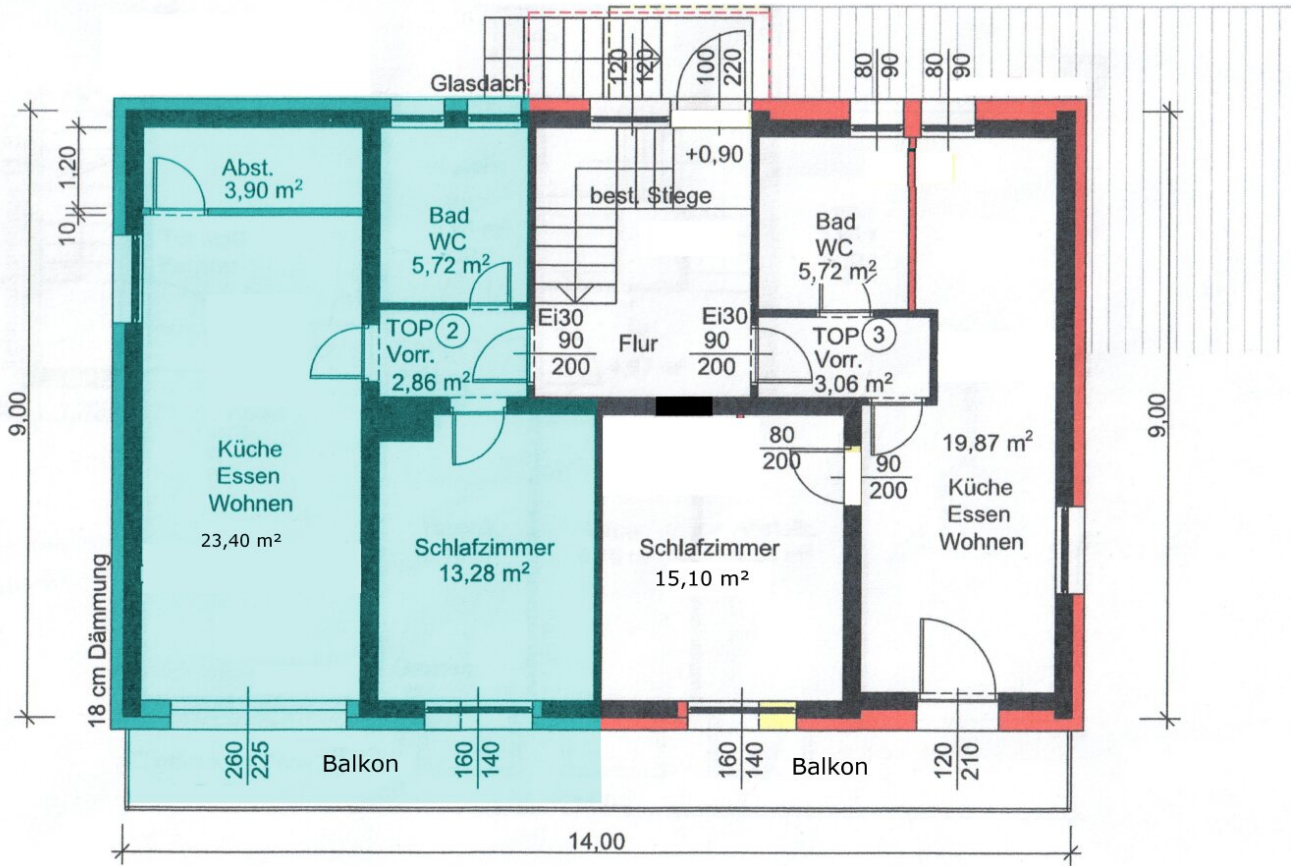 Glasdach
120
120
100
220
80
90
80
90
9,00
1,20
10
Abst.
3,90 m²
Bad
WC
5,72 m²
+0,90
best. Stiege
Bad
WC
5,72 m²
TOP 2
Vorr.
2,86 m²
Ei30
90
200
Flur
Ei30
90
200
TOP 3
Vorr.
3,06 m²
9,00
Küche
Essen
Wohnen
23,40 m²
80
200
90
200
19,87 m²
Küche
Essen
Wohnen
Schlafzimmer
13,28 m²
Schlafzimmer
15,10 m²
18 cm Dämmung
260
225
Balkon
160
140
160
140
Balkon
120
210
14,00